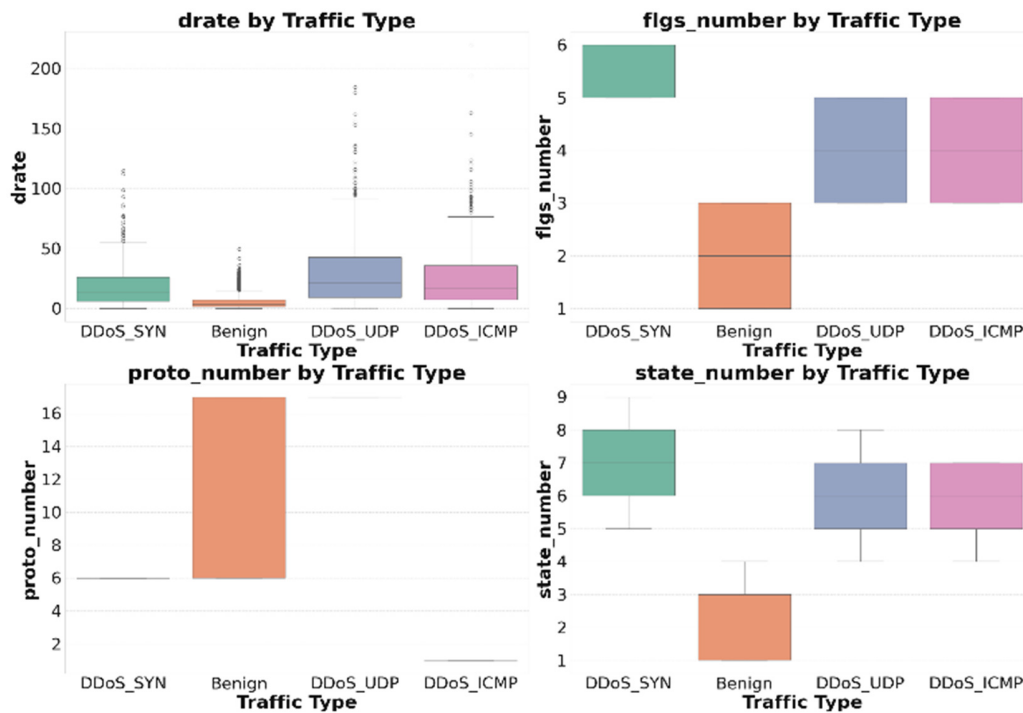 drate by Traffic Type
drate
200
150
100
50
0
DDoS_SYN Benign DDoS_UDP DDoS_ICMP
Traffic Type
flgs_number by Traffic Type
flgs_number
6
5
4
3
2
1
DDoS_SYN Benign DDoS_UDP DDoS_ICMP
Traffic Type
proto_number by Traffic Type
proto_number
16
14
12
10
8
6
4
2
DDoS_SYN Benign DDoS_UDP DDoS_ICMP
Traffic Type
state_number by Traffic Type
state_number
9
8
7
6
5
4
3
2
1
DDoS_SYN Benign DDoS_UDP DDoS_ICMP
Traffic Type